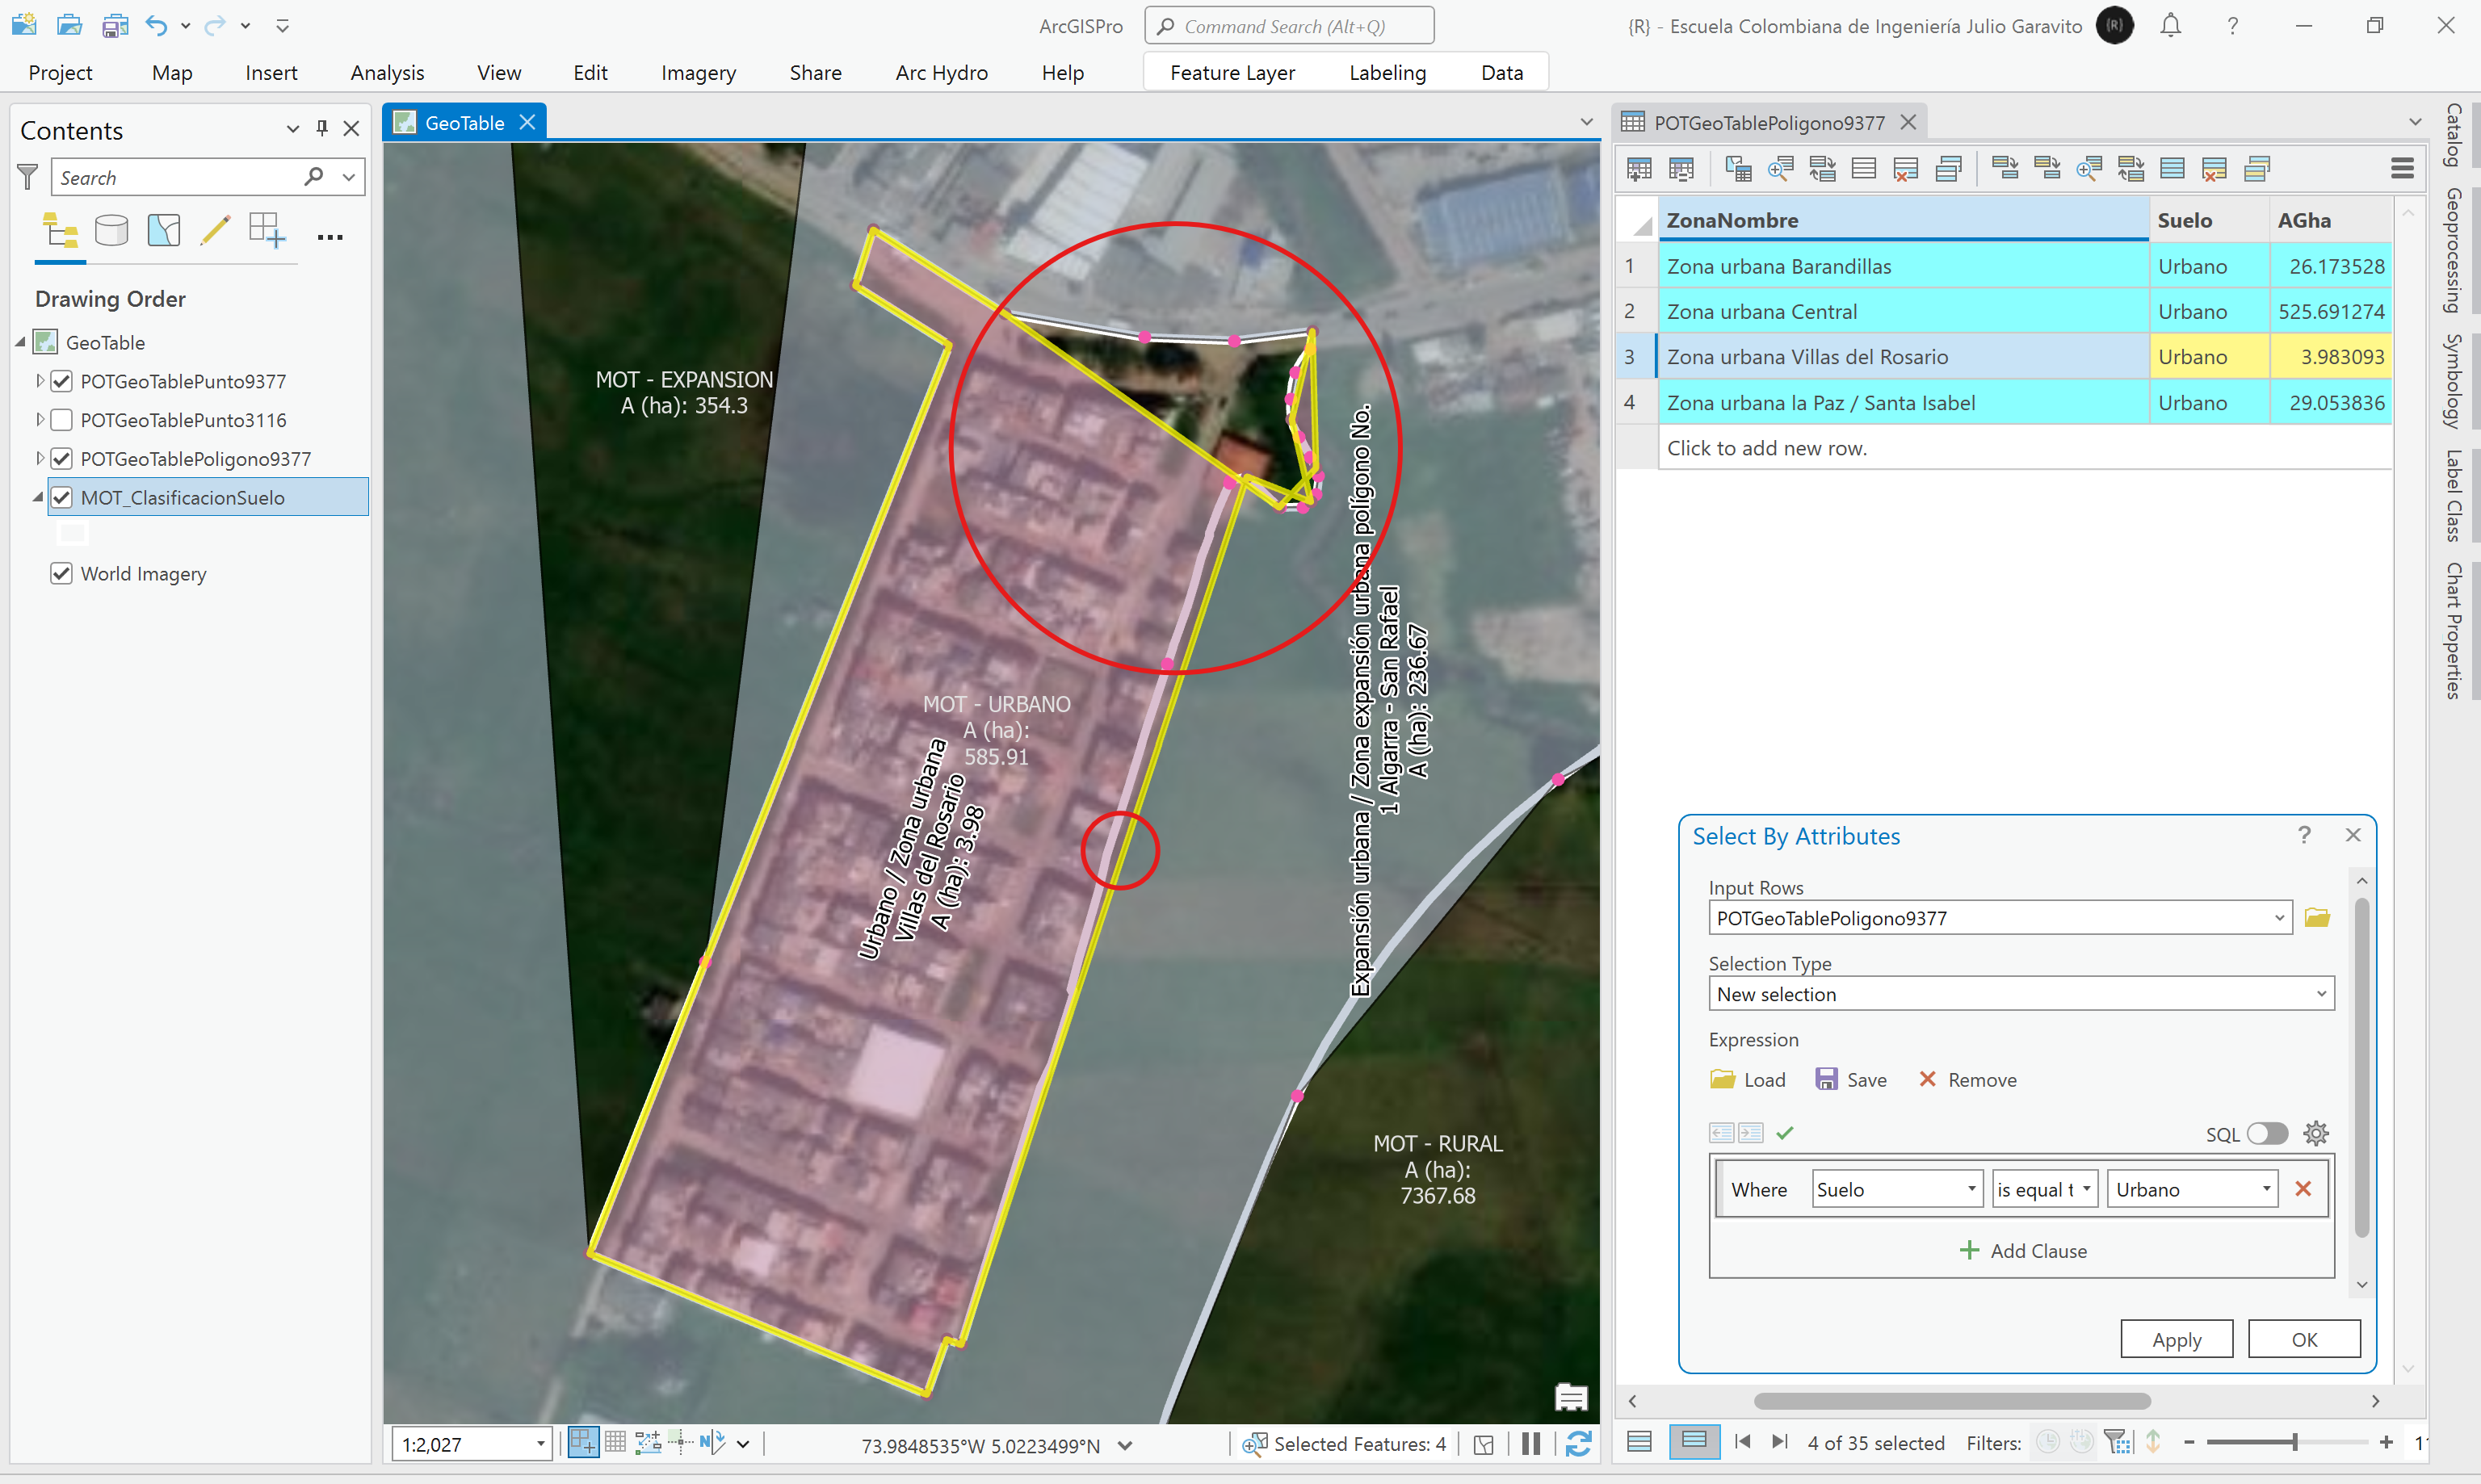 ArcGISPro
Command Search (Alt+Q)
{R} - Escuela Colombiana de Ingeniería Julio Garavito
{R}
?
Project
Map
Insert
Analysis
View
Edit
Imagery
Share
Arc Hydro
Help
Feature Layer
Labeling
Data
Contents
Search
Drawing Order
GeoTable
POTGeoTablePunto9377
POTGeoTablePunto3116
POTGeoTablePoligono9377
MOT_ClasificacionSuelo
World Imagery
GeoTable
MOT - EXPANSION
A (ha): 354.3
MOT - URBANO
A (ha):
585.91
Urbano / Zona urbana
Villas del Rosario
A (ha): 3.98
Expansión urbana / Zona expansión urbana polígono No.
1 Algarra - San Rafael
A (ha): 236.67
MOT - RURAL
A (ha):
7367.68
1:2,027
73.9848535°W 5.0223499°N
Selected Features: 4
POTGeoTablePoligono9377
ZonaNombre Suelo AGha
1 Zona urbana Barandillas Urbano 26.173528
2 Zona urbana Central Urbano 525.691274
3 Zona urbana Villas del Rosario Urbano 3.983093
4 Zona urbana la Paz / Santa Isabel Urbano 29.053836
Click to add new row.
Select By Attributes
?
Input Rows
POTGeoTablePoligono9377
Selection Type
New selection
Expression
Load
Save
Remove
SQL
Where Suelo is equal t Urbano
Add Clause
Apply
OK
4 of 35 selected
Filters:
Catalog
Geoprocessing
Symbology
Label Class
Chart Properties